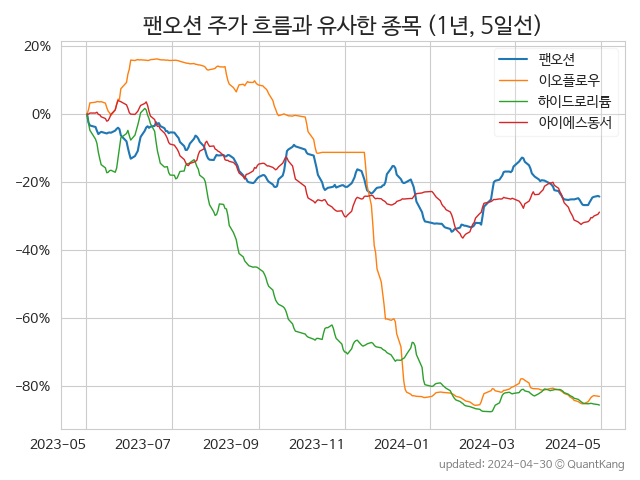 팬오션 주가 흐름과 유사한 종목 (1년, 5일선)
팬오션
이오플로우
하이드로리튬
아이에스동서
20%
0%
−20%
−40%
−60%
−80%
2023-05 2023-07 2023-09 2023-11 2024-01 2024-03 2024-05
updated: 2024-04-30 © QuantKang